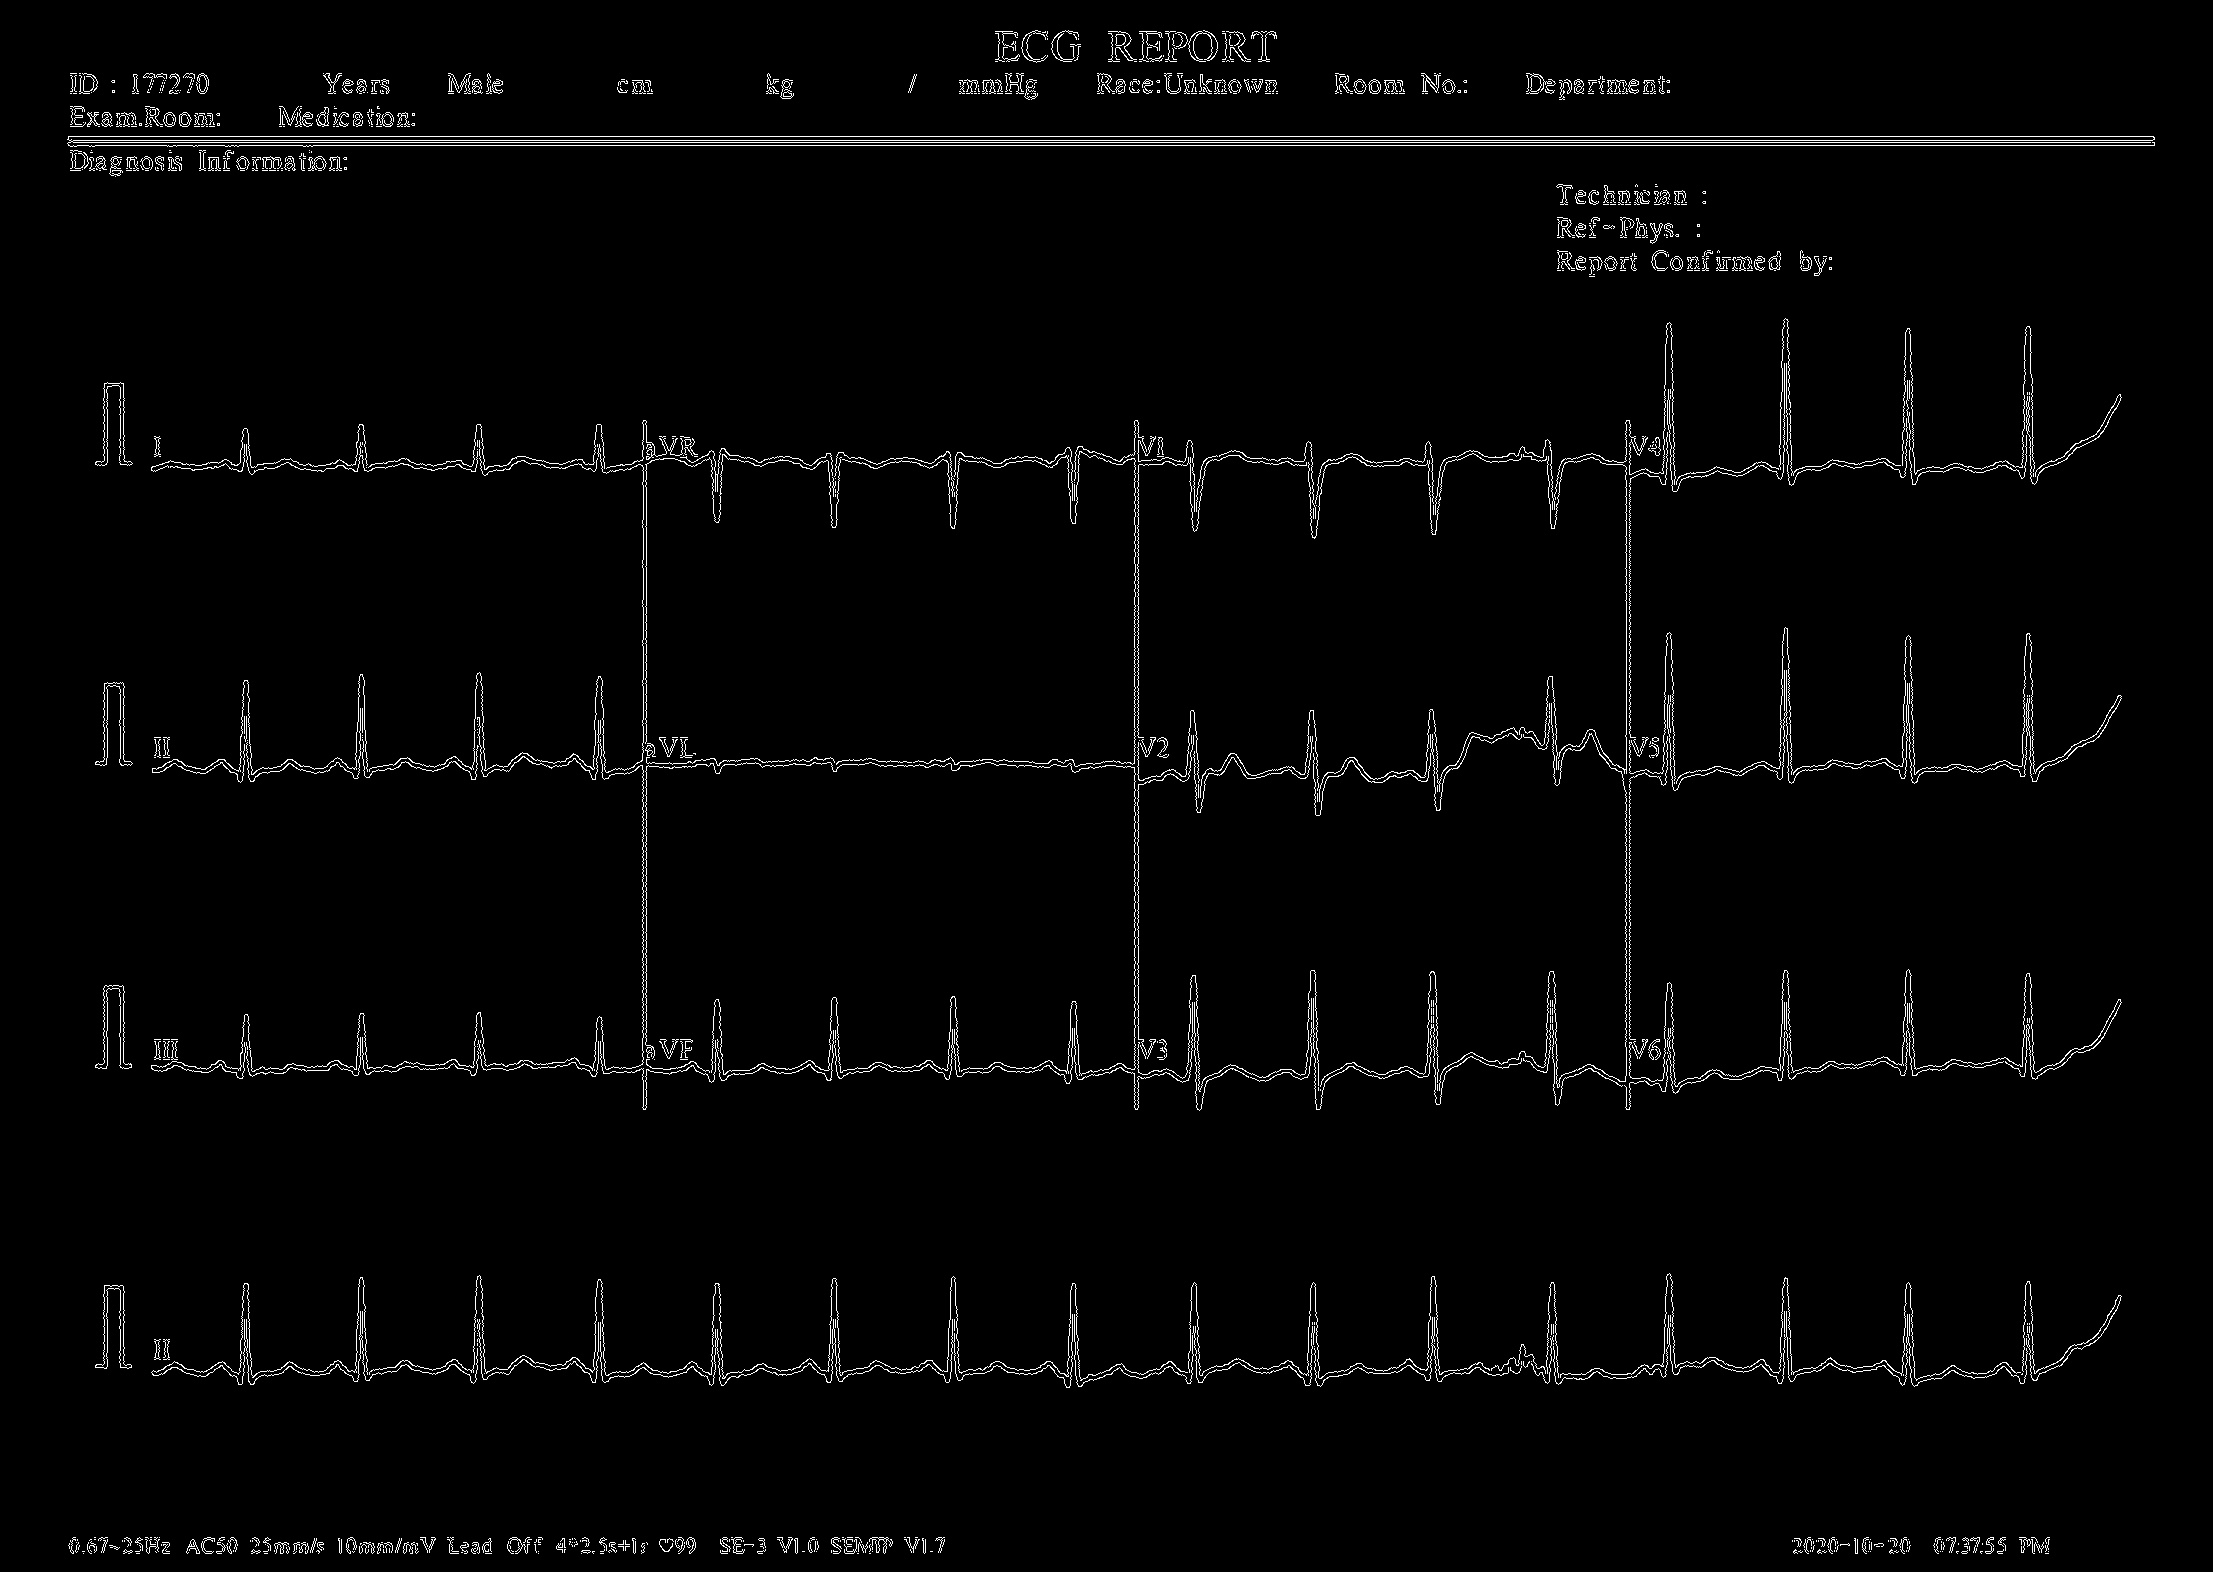 ECG REPORT
ID : 177270 Years Male cm kg / mmHg Race:Unknown Room No.: Department:
Exam.Room: Medication:
Diagnosis Information:
Technician :
Ref-Phys. :
Report Confirmed by:
I aVR V1 V4
II aVL V2 V5
III aVF V3 V6
II
0.67~25Hz AC50 25mm/s 10mm/mV Lead Off 4*2.5s+1r ♡99 SE-3 V1.0 SEMIP V1.7
2020-10-20 07:37:55 PM